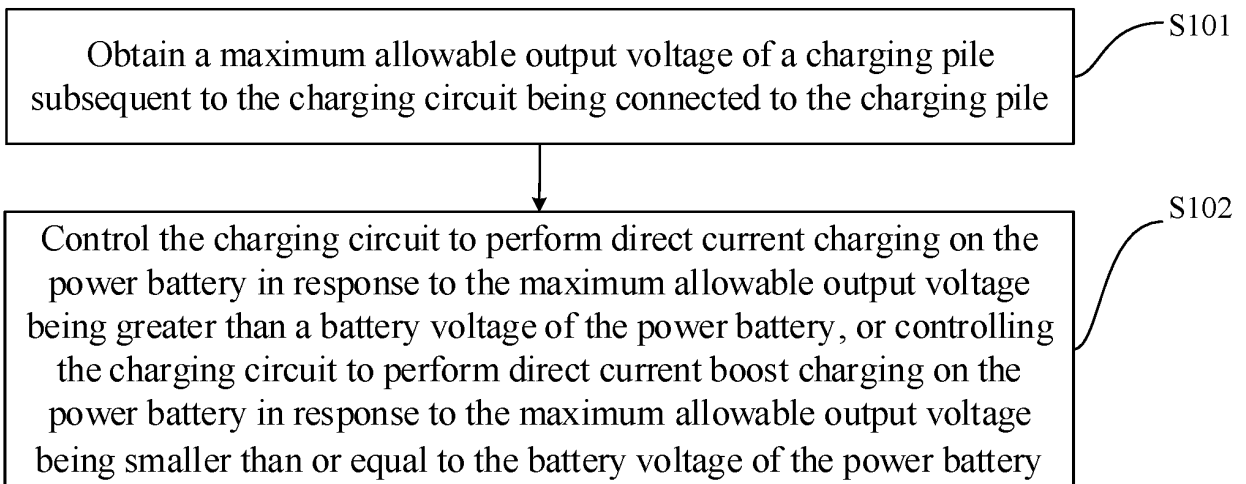 S101
Obtain a maximum allowable output voltage of a charging pile
subsequent to the charging circuit being connected to the charging pile
S102
Control the charging circuit to perform direct current charging on the
power battery in response to the maximum allowable output voltage
being greater than a battery voltage of the power battery, or controlling
the charging circuit to perform direct current boost charging on the
power battery in response to the maximum allowable output voltage
being smaller than or equal to the battery voltage of the power battery